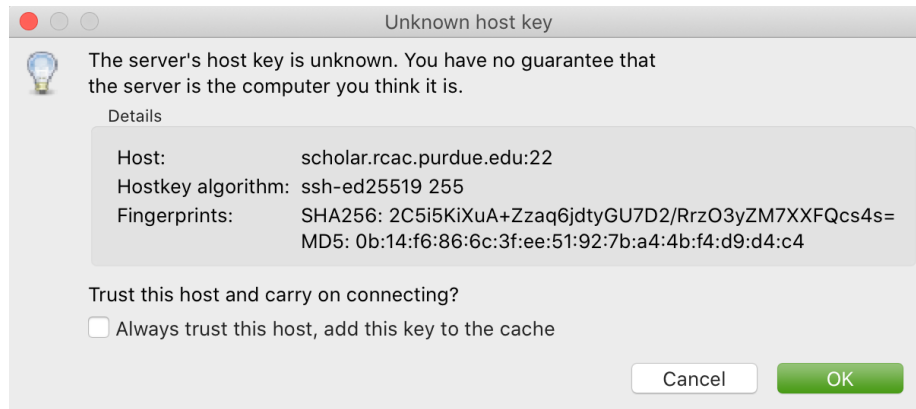 Unknown host key
The server's host key is unknown. You have no guarantee that
the server is the computer you think it is.
Details
Host: scholar.rcac.purdue.edu:22
Hostkey algorithm: ssh-ed25519 255
Fingerprints: SHA256: 2C5i5KiXuA+Zzaq6jdtyGU7D2/RrzO3yZM7XXFQcs4s=
MD5: 0b:14:f6:86:6c:3f:ee:51:92:7b:a4:4b:f4:d9:d4:c4
Trust this host and carry on connecting?
Always trust this host, add this key to the cache
Cancel OK